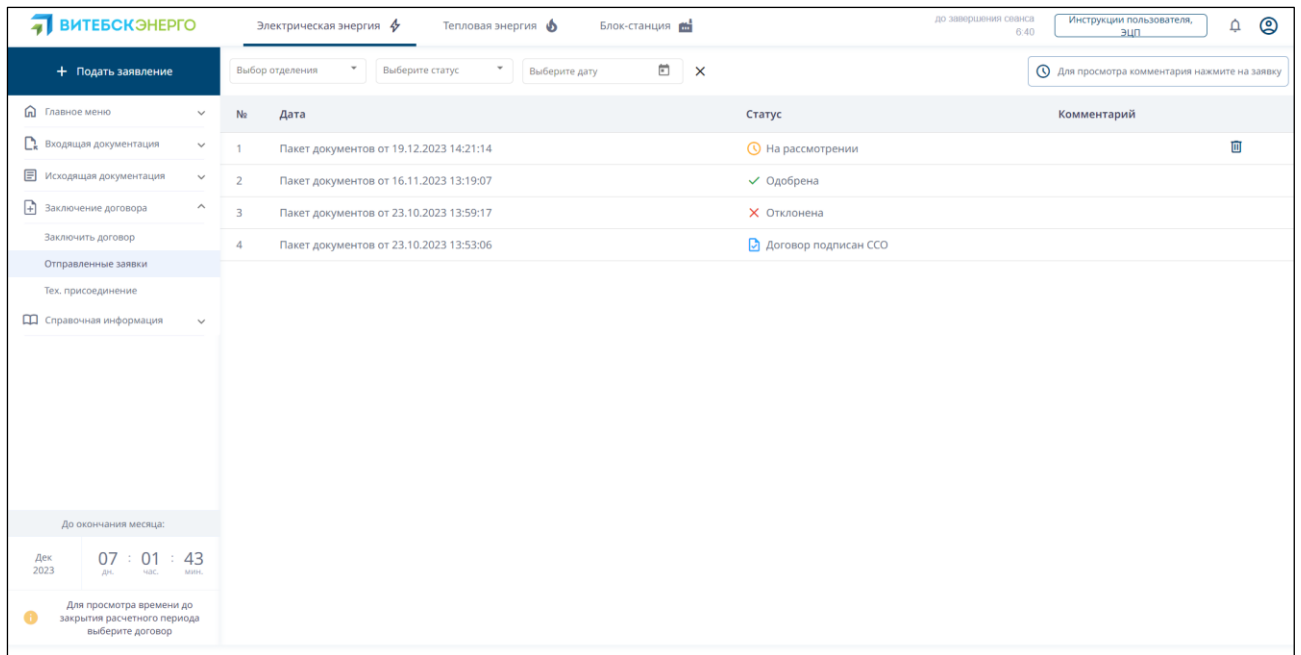 ВИТЕБСКЭНЕРГО
Электрическая энергия
Тепловая энергия
Блок-станция
до завершения сеанса
6:40
Инструкции пользователя,
ЭЦП
+ Подать заявление
Выбор отделения
Выберите статус
Выберите дату
Для просмотра комментария нажмите на заявку
Главное меню
Входящая документация
Исходящая документация
Заключение договора
Заключить договор
Отправленные заявки
Тех. присоединение
Справочная информация
№ Дата Статус Комментарий
1 Пакет документов от 19.12.2023 14:21:14 На рассмотрении
2 Пакет документов от 16.11.2023 13:19:07 Одобрена
3 Пакет документов от 23.10.2023 13:59:17 Отклонена
4 Пакет документов от 23.10.2023 13:53:06 Договор подписан ССО
До окончания месяца:
Дек
2023
07 : 01 : 43
дн. час. мин.
Для просмотра времени до
закрытия расчетного периода
выберите договор